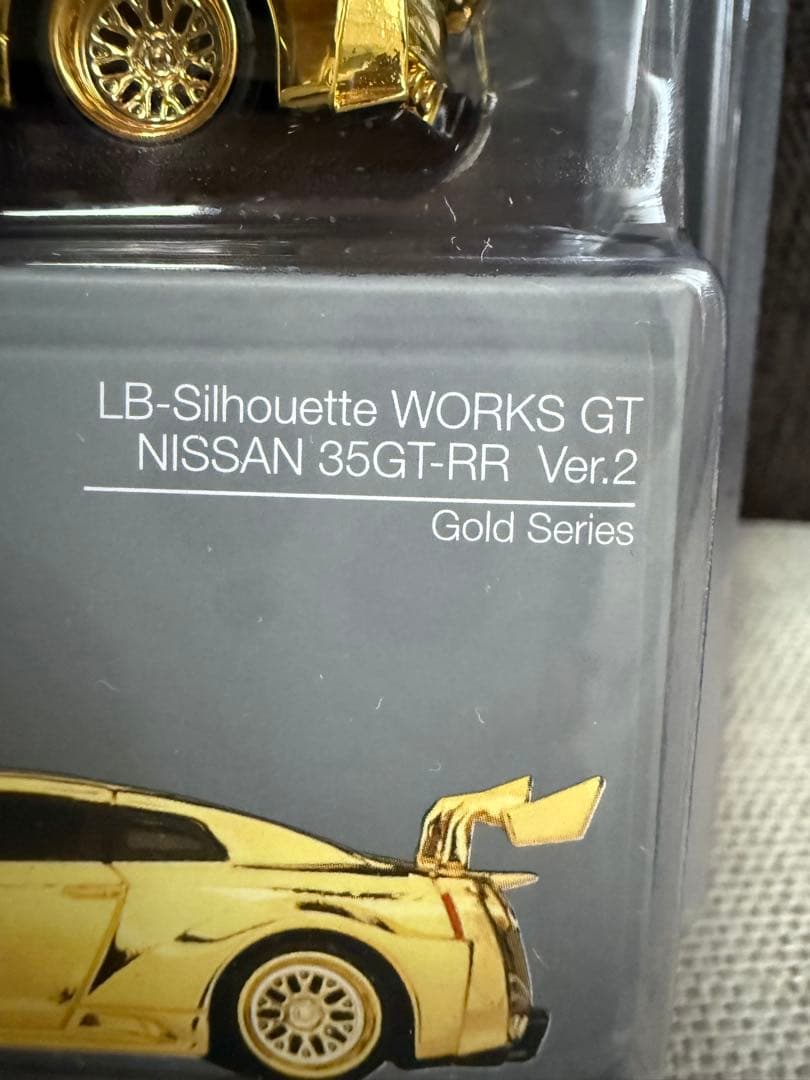 LB-Silhouette WORKS GT
NISSAN 35GT-RR Ver.2
Gold Series